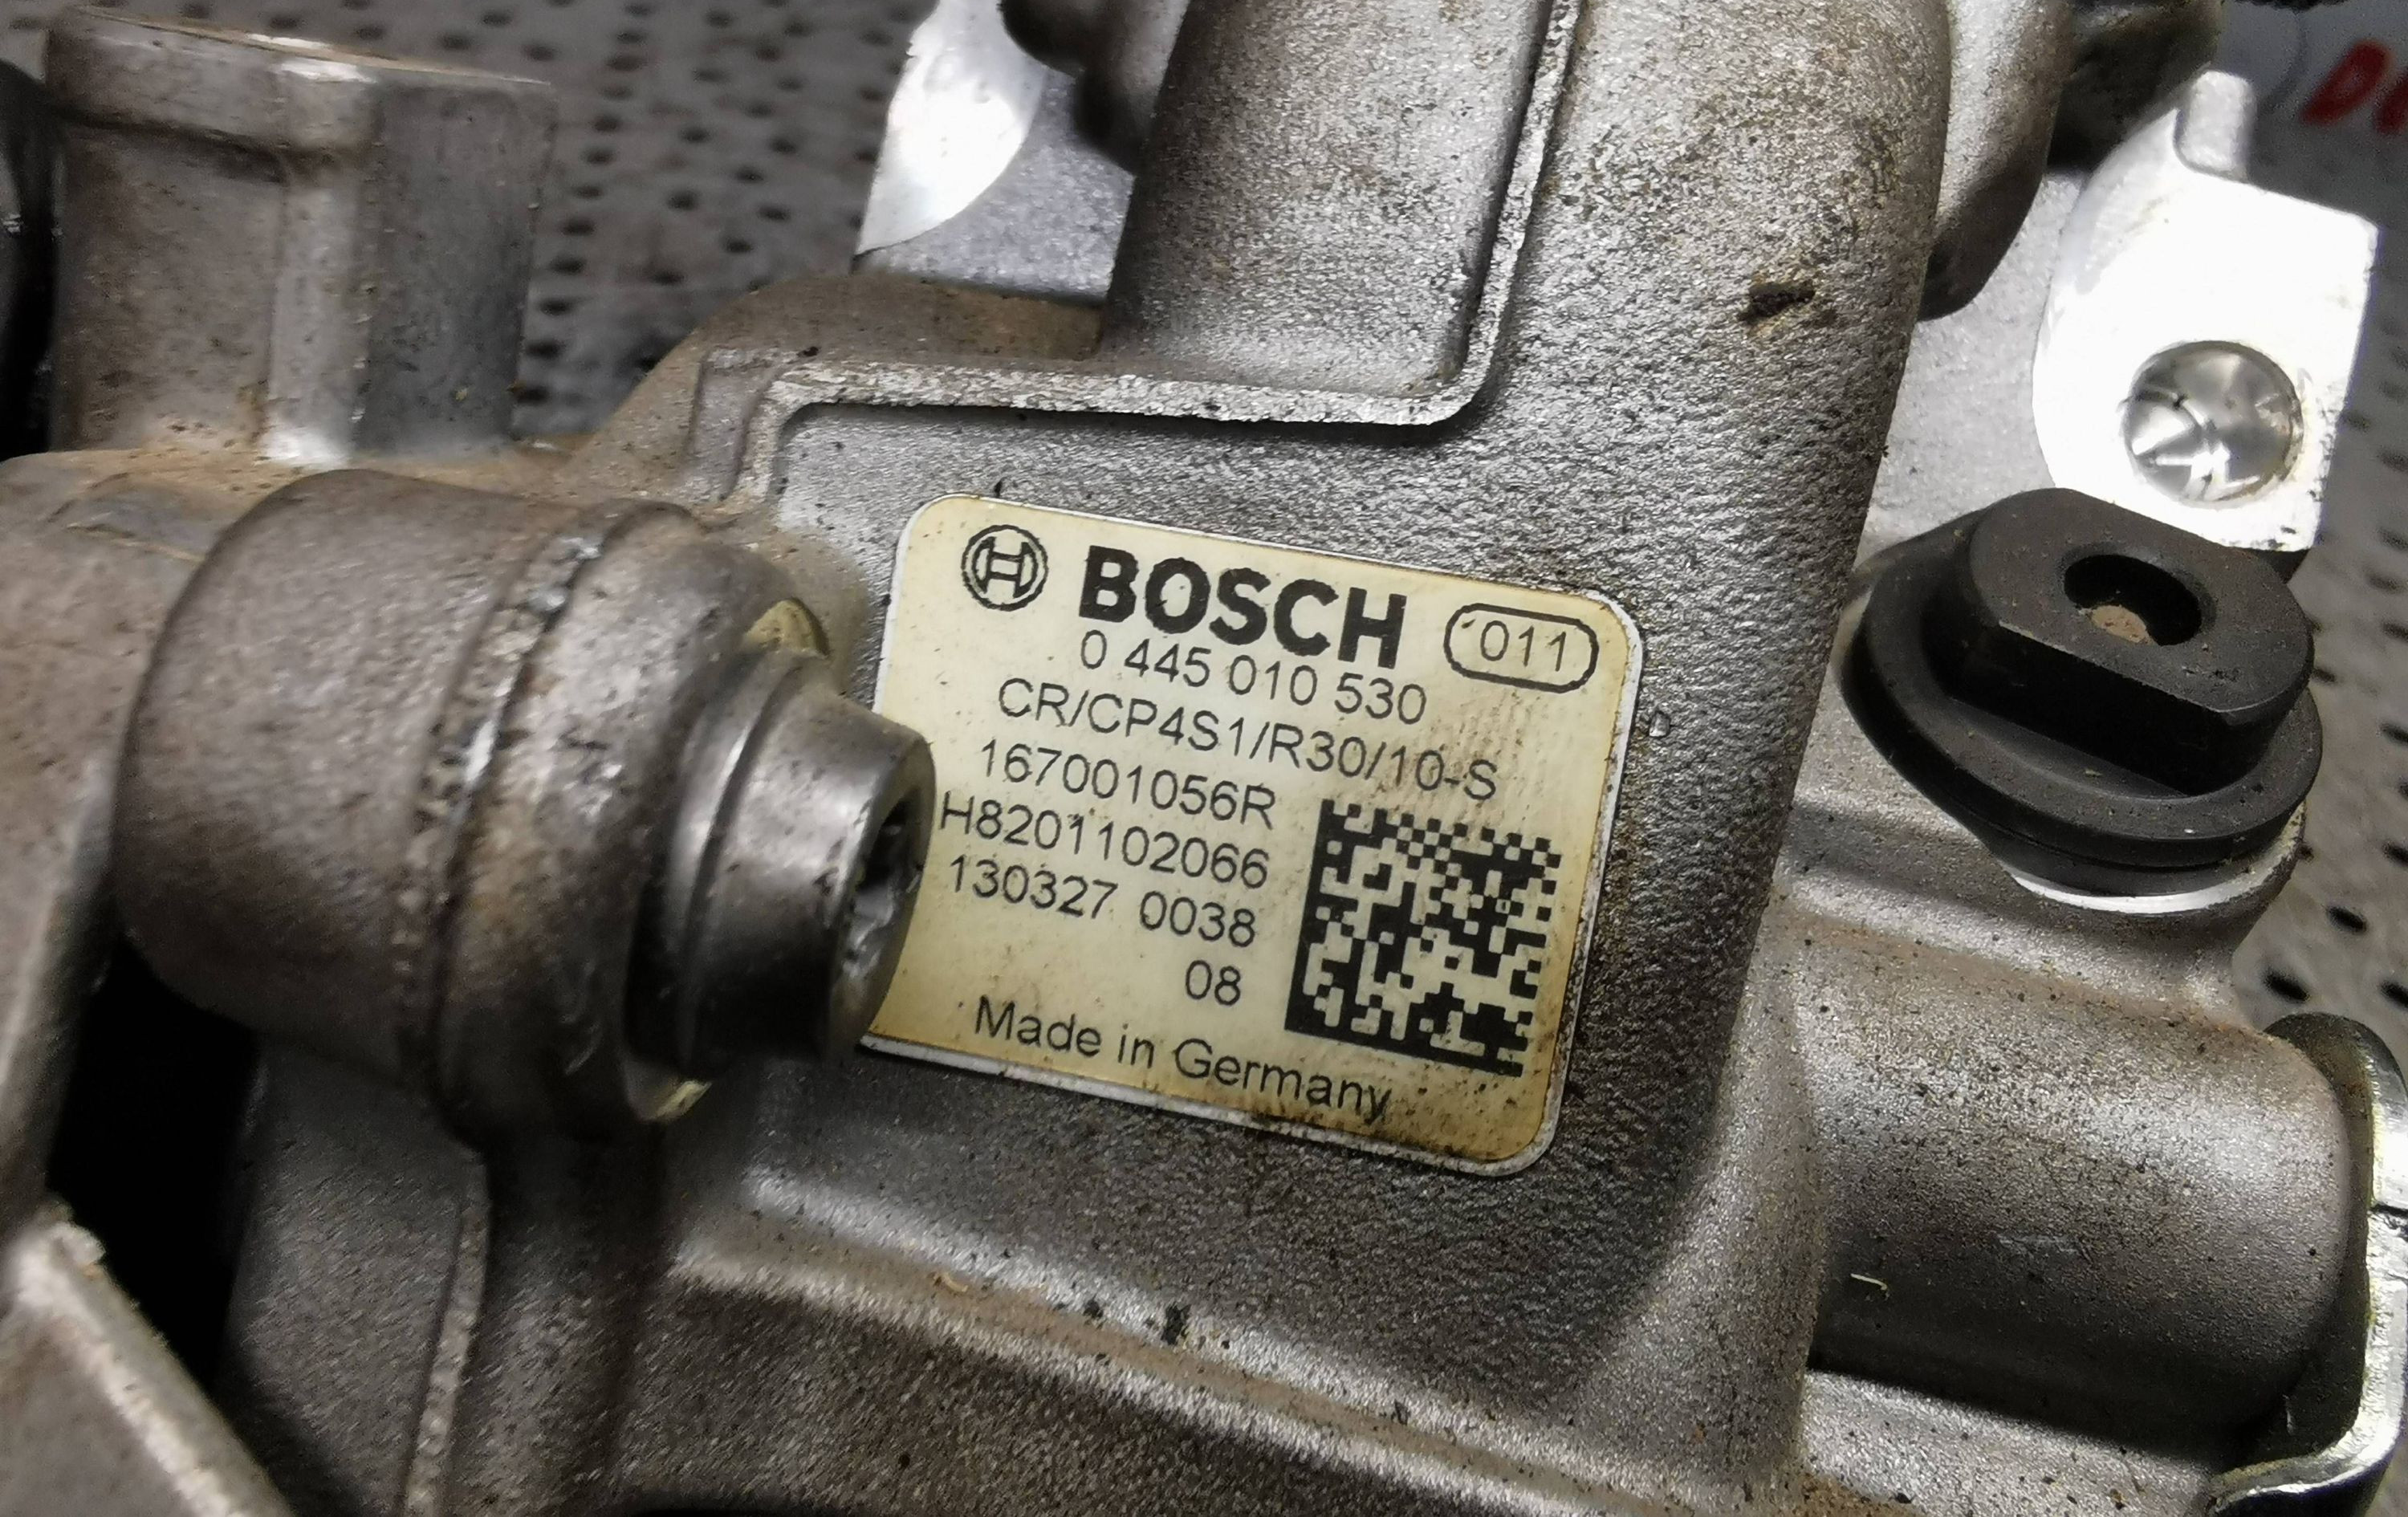 BOSCH 011
0 445 010 530
CR/CP4S1/R30/10-S
167001056R
H8201102066
130327 0038
08
Made in Germany